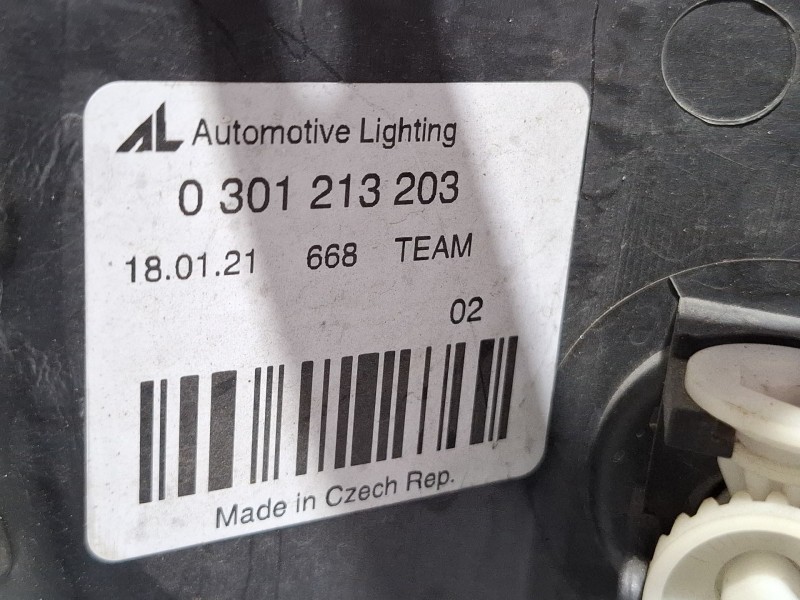 AL Automotive Lighting
0 301 213 203
18.01.21 668 TEAM
02
Made in Czech Rep.